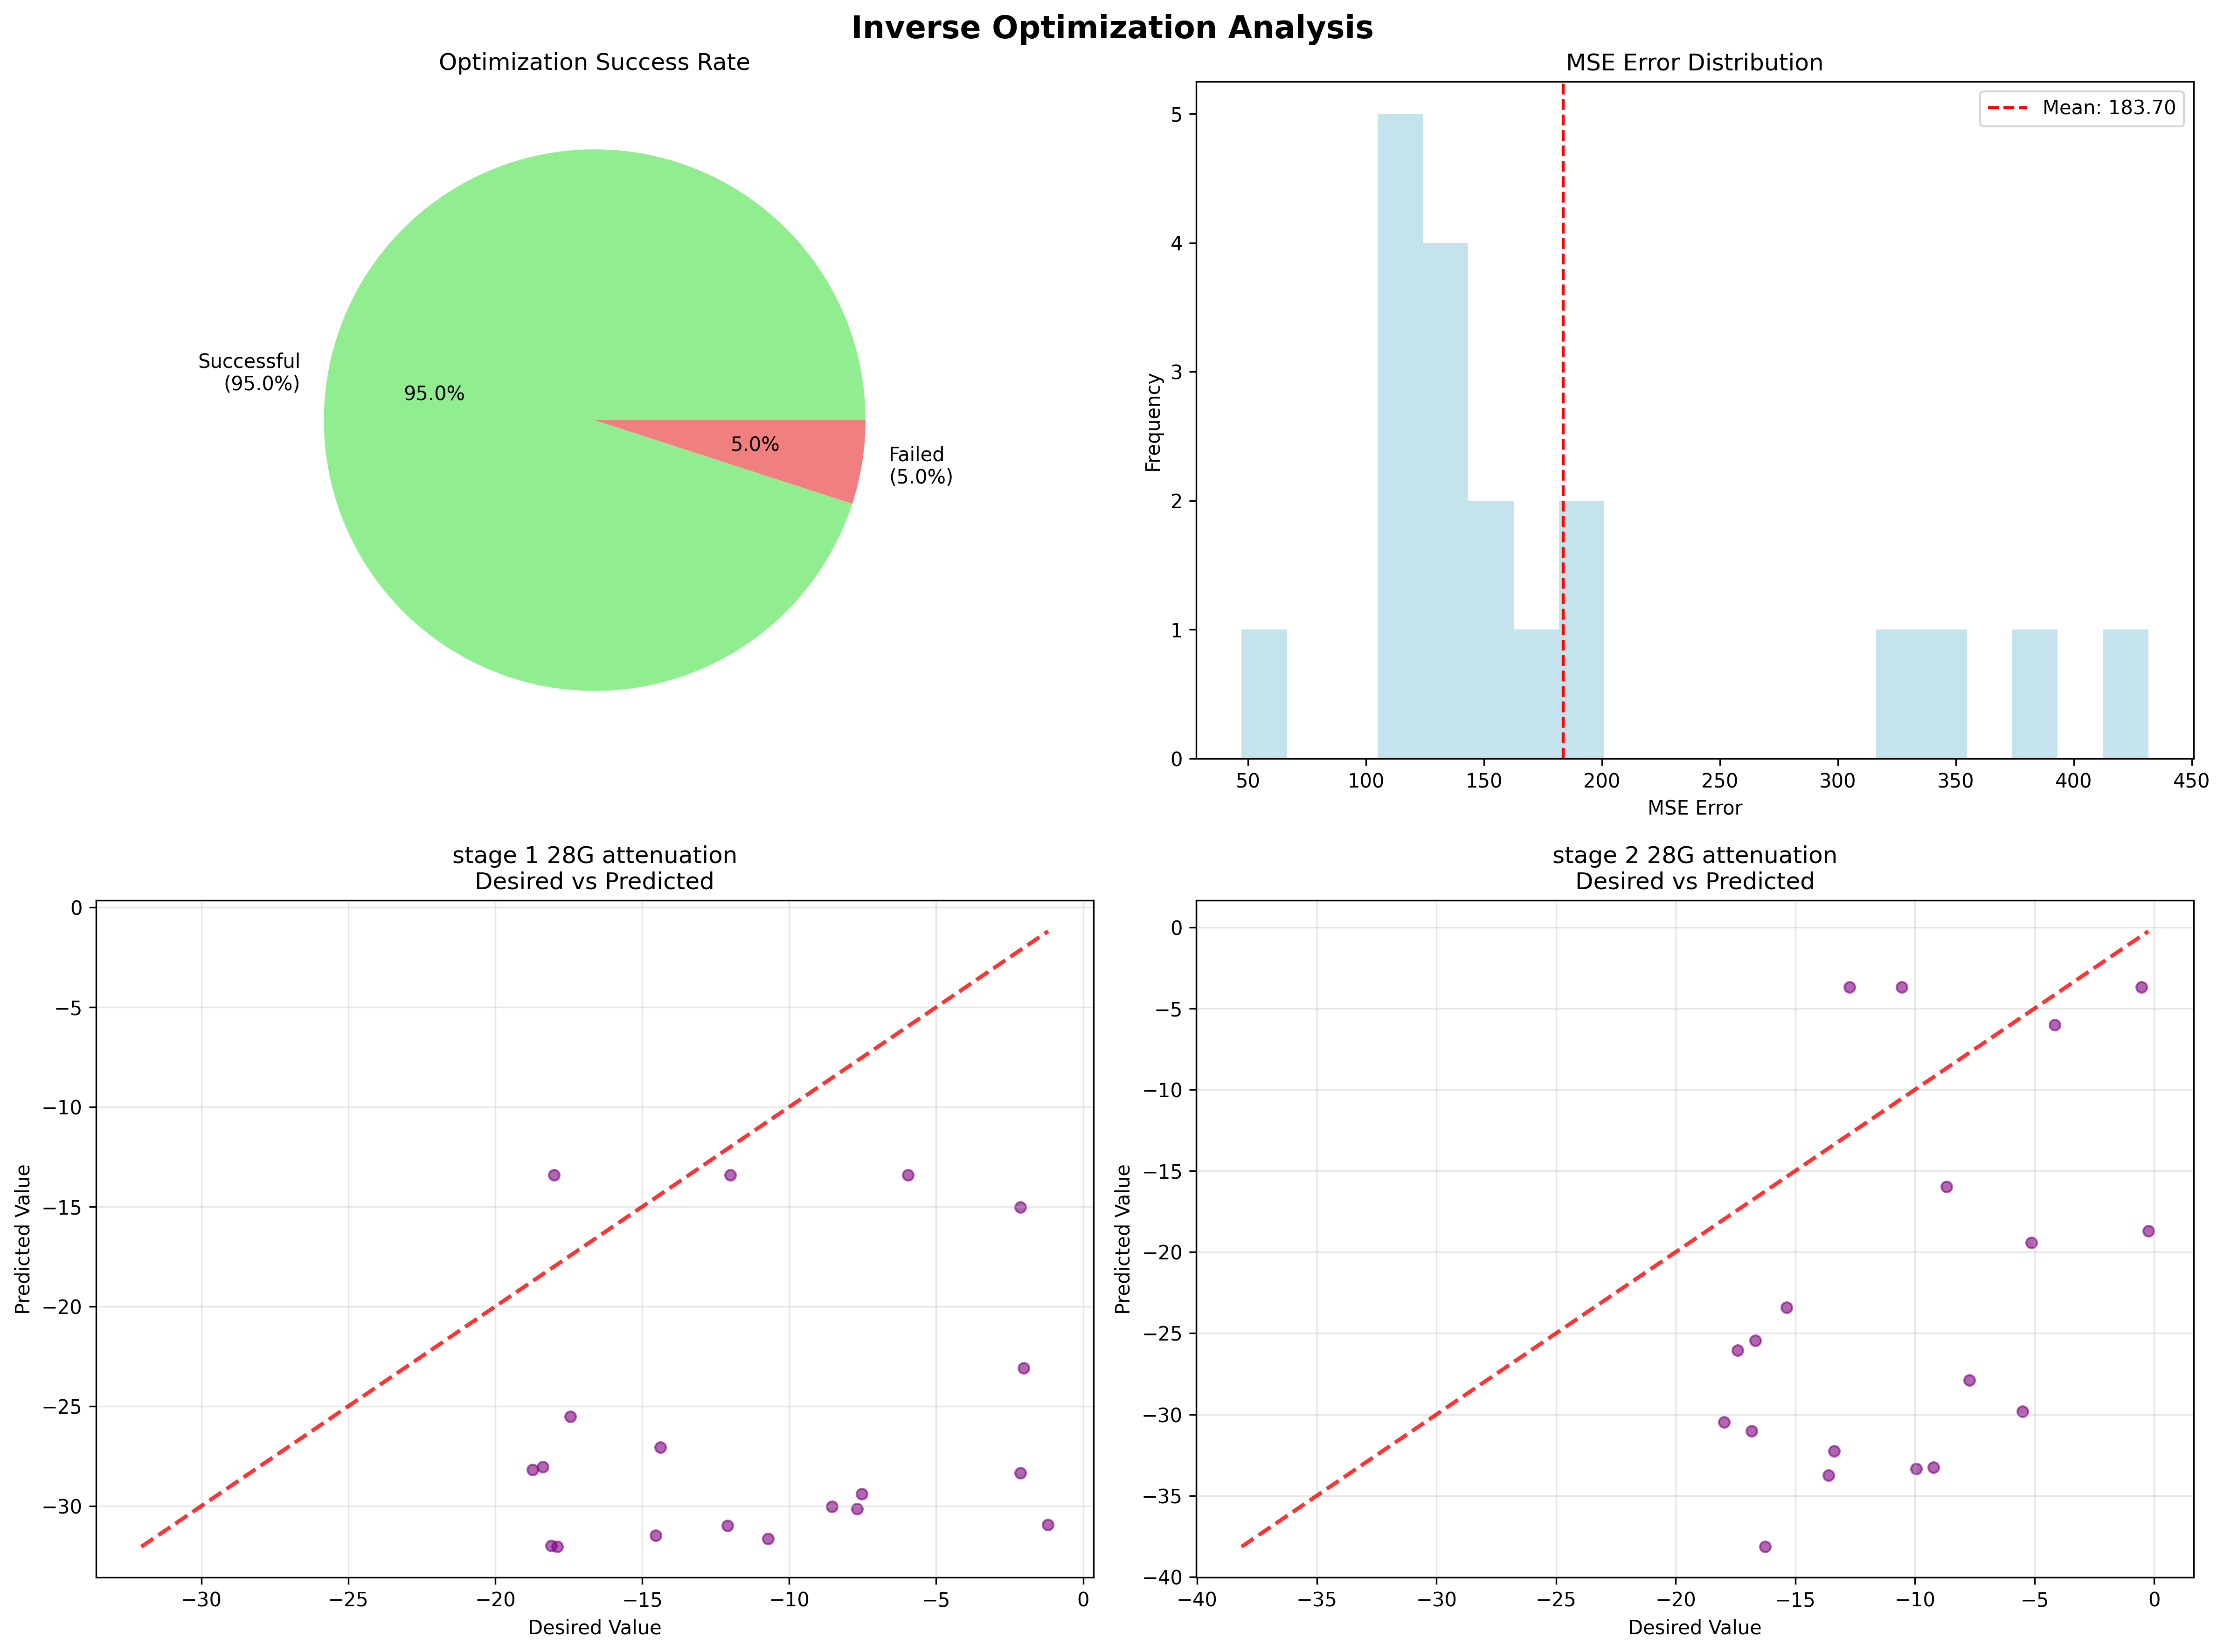 Inverse Optimization Analysis
Optimization Success Rate
Successful
(95.0%)
95.0%
5.0%
Failed
(5.0%)
MSE Error Distribution
Mean: 183.70
Frequency
5
4
3
2
1
0
50 100 150 200 250 300 350 400 450
MSE Error
stage 1 28G attenuation
Desired vs Predicted
Predicted Value
0
−5
−10
−15
−20
−25
−30
−30 −25 −20 −15 −10 −5 0
Desired Value
stage 2 28G attenuation
Desired vs Predicted
Predicted Value
0
−5
−10
−15
−20
−25
−30
−35
−40
−40 −35 −30 −25 −20 −15 −10 −5 0
Desired Value